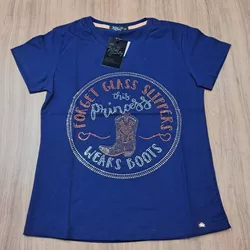 FORGET GLASS SLIPPERS
this
princess
WEARS BOOTS